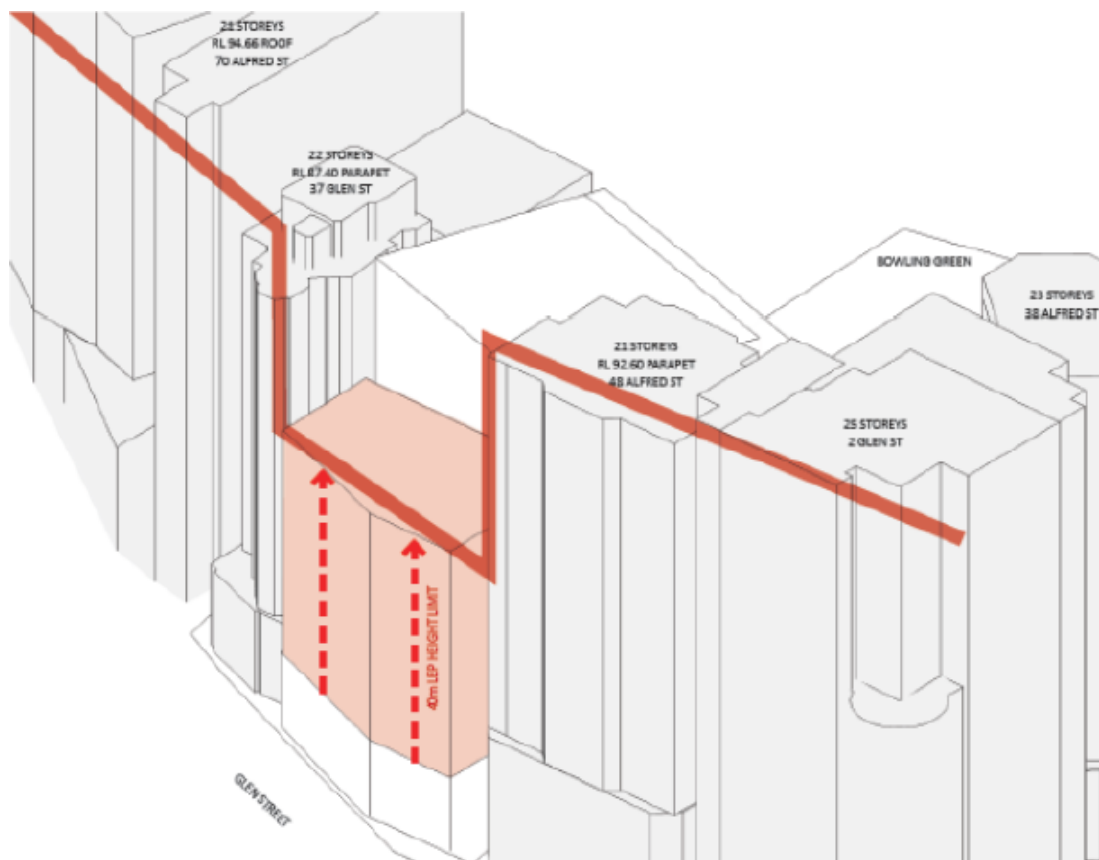 21 STOREYS
RL 94.66 ROOF
70 ALFRED ST
22 STOREYS
RL 87.40 PARAPET
37 GLEN ST
BOWLING GREEN
23 STOREYS
38 ALFRED ST
21 STOREYS
RL 92.60 PARAPET
48 ALFRED ST
25 STOREYS
2 GLEN ST
40m LEP HEIGHT LIMIT
GLEN STREET